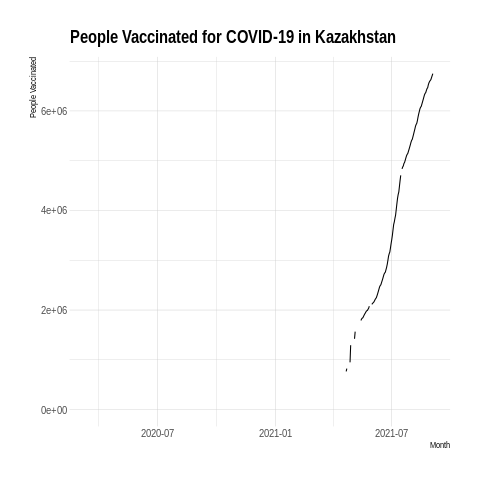 People Vaccinated for COVID-19 in Kazakhstan
People Vaccinated
6e+06
4e+06
2e+06
0e+00
2020-07
2021-01
2021-07
Month